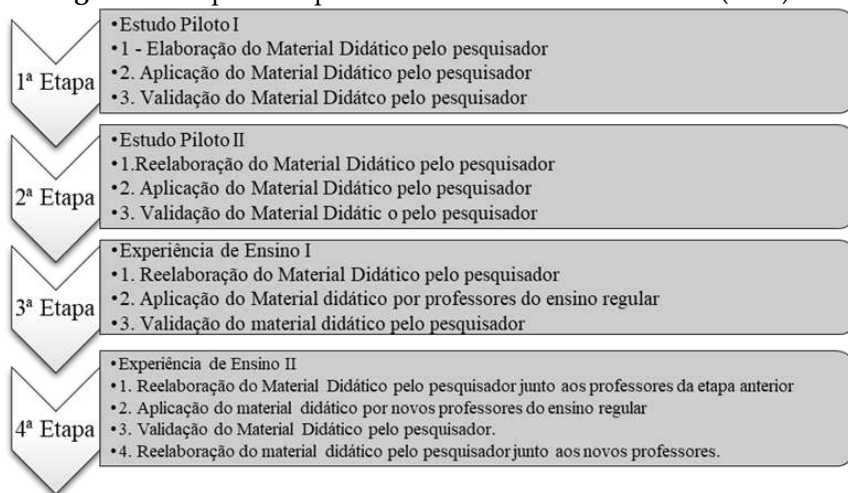 1ª Etapa
•Estudo Piloto I
•1 - Elaboração do Material Didático pelo pesquisador
•2. Aplicação do Material Didático pelo pesquisador
•3. Validação do Material Didátco pelo pesquisador
2ª Etapa
•Estudo Piloto II
•1.Reelaboração do Material Didático pelo pesquisador
•2. Aplicação do Material Didático pelo pesquisador
•3. Validação do Material Didátic o pelo pesquisador
3ª Etapa
•Experiência de Ensino I
•1. Reelaboração do Material Didático pelo pesquisador
•2. Aplicação do Material didático por professores do ensino regular
•3. Validação do material didático pelo pesquisador
4ª Etapa
•Experiência de Ensino II
•1. Reelaboração do Material Didático pelo pesquisador junto aos professores da etapa anterior
•2. Aplicação do material didático por novos professores do ensino regular
•3. Validação do Material Didático pelo pesquisador.
•4. Reelaboração do material didático pelo pesquisador junto aos novos professores.